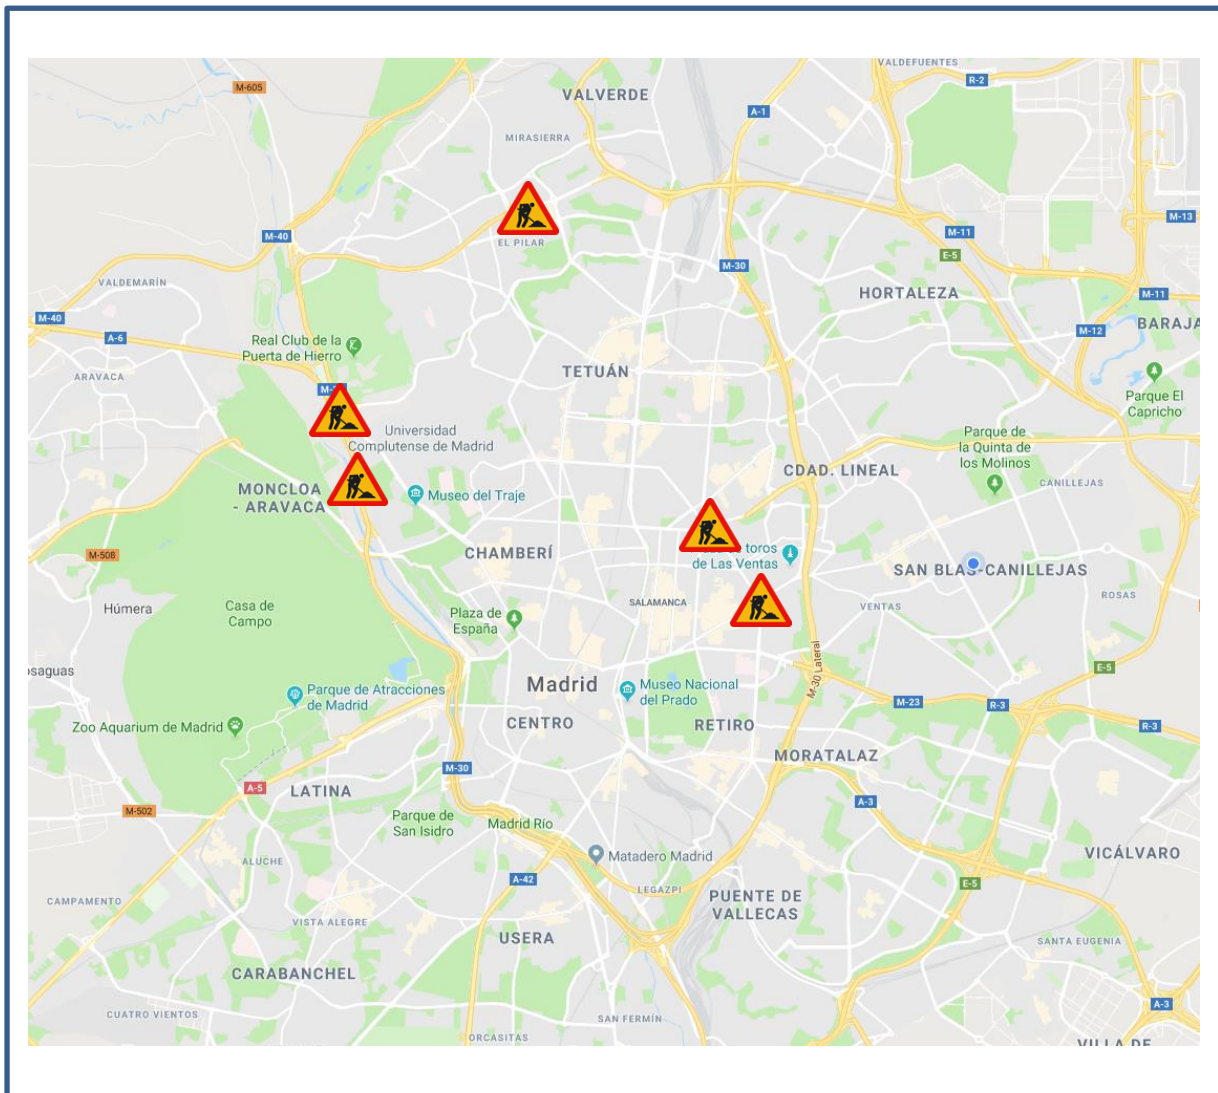 VALDEFUENTES
R-2
M-605
VALVERDE
A-1
MIRASIERRA
M-13
M-40
EL PILAR
M-11
E-5
M-30
VALDEMARÍN
HORTALEZA
M-11
M-40
A-6
M-12
BARAJA
Real Club de la
Puerta de Hierro
TETUÁN
ARAVACA
Parque El
Capricho
Universidad
Complutense de Madrid
Parque de
la Quinta de
los Molinos
CDAD. LINEAL
CANILLEJAS
MONCLOA
- ARAVACA
Museo del Traje
M-508
CHAMBERÍ
toros
de Las Ventas
SAN BLAS-CANILLEJAS
Húmera
Casa de
Campo
Plaza de
España
SALAMANCA
VENTAS
ROSAS
osaguas
M-30 Lateral
E-5
Parque de Atracciones
de Madrid
Madrid
Museo Nacional
del Prado
M-23
R-3
R-3
Zoo Aquarium de Madrid
CENTRO
RETIRO
MORATALAZ
M-30
A-5
LATINA
A-3
M-502
Parque de
San Isidro
Madrid Río
Matadero Madrid
VICÁLVARO
ALUCHE
A-42
LEGAZPI
E-5
CAMPAMENTO
PUENTE DE
VALLECAS
VISTA ALEGRE
USERA
SANTA EUGENIA
CARABANCHEL
A-3
CUATRO VIENTOS
SAN FERMÍN
ORCASITAS
VILLA DE